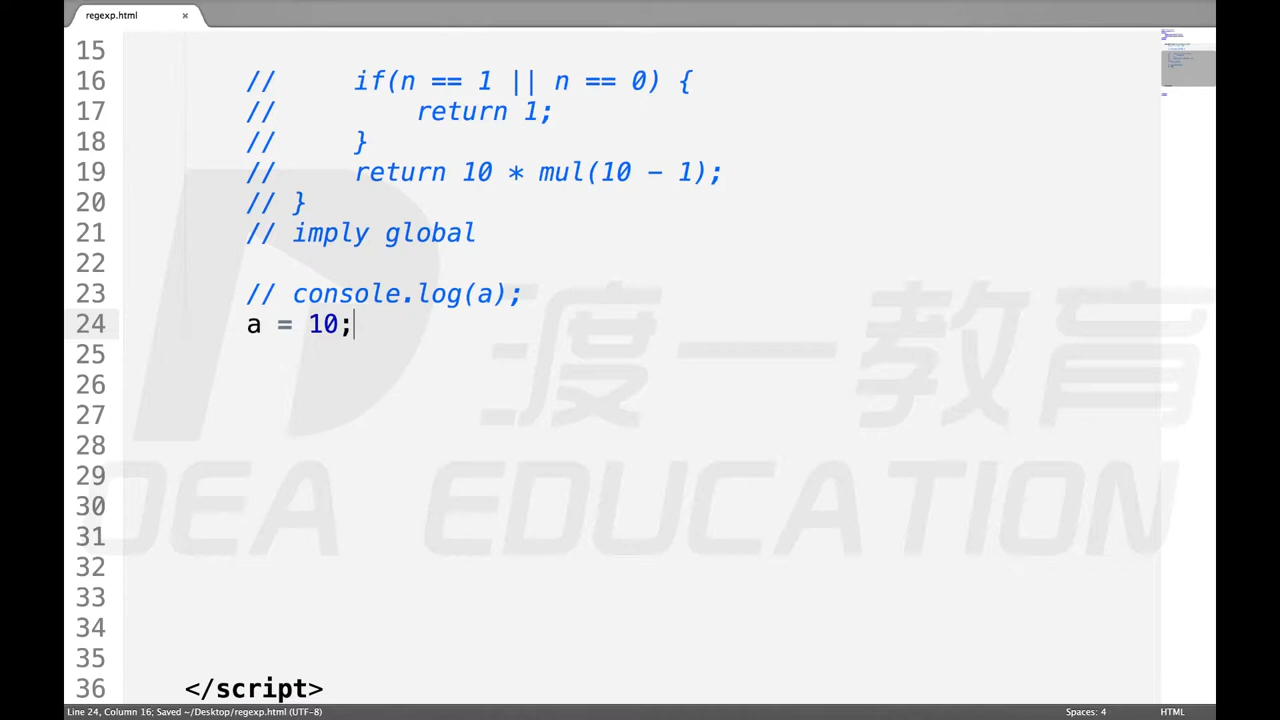 regexp.html ×
15
16 // if(n == 1 || n == 0) {
17 // return 1;
18 // }
19 // return 10 * mul(10 - 1);
20 // }
21 // imply global
22
23 // console.log(a);
24 a = 10;
25
26
27
28
29
30
31
32
33
34
35
36 </script>
渡一教育
DEA EDUCATION
Line 24, Column 16; Saved ~/Desktop/regexp.html (UTF-8) Spaces: 4 HTML